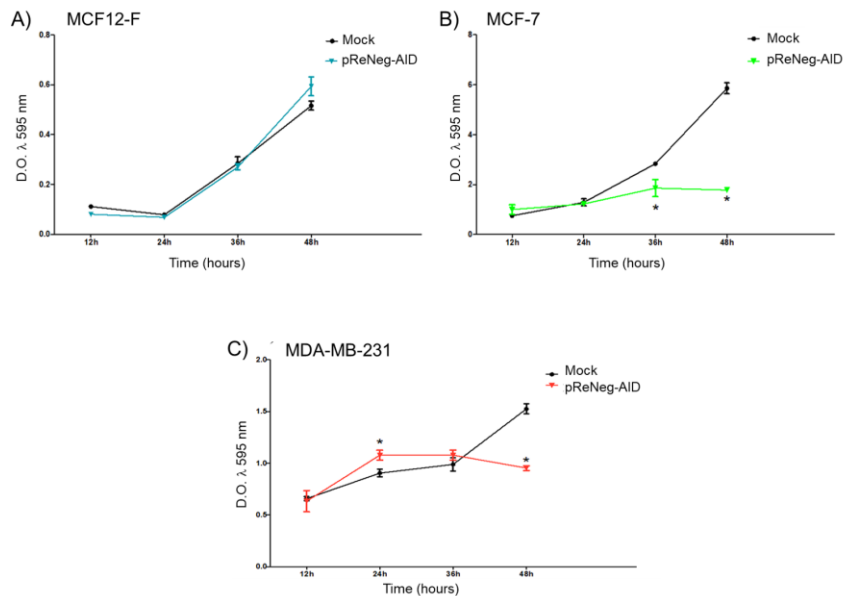 A) MCF12-F
Mock
pReNeg-AID
0.8
0.6
0.4
0.2
0.0
D.O. λ 595 nm
12h 24h 36h 48h
Time (hours)
B) MCF-7
Mock
pReNeg-AID
8
6
4
2
0
D.O. λ 595 nm
* *
12h 24h 36h 48h
Time (hours)
C) MDA-MB-231
Mock
pReNeg-AID
2.0
1.5
1.0
0.5
0.0
D.O. λ 595 nm
* *
12h 24h 36h 48h
Time (hours)